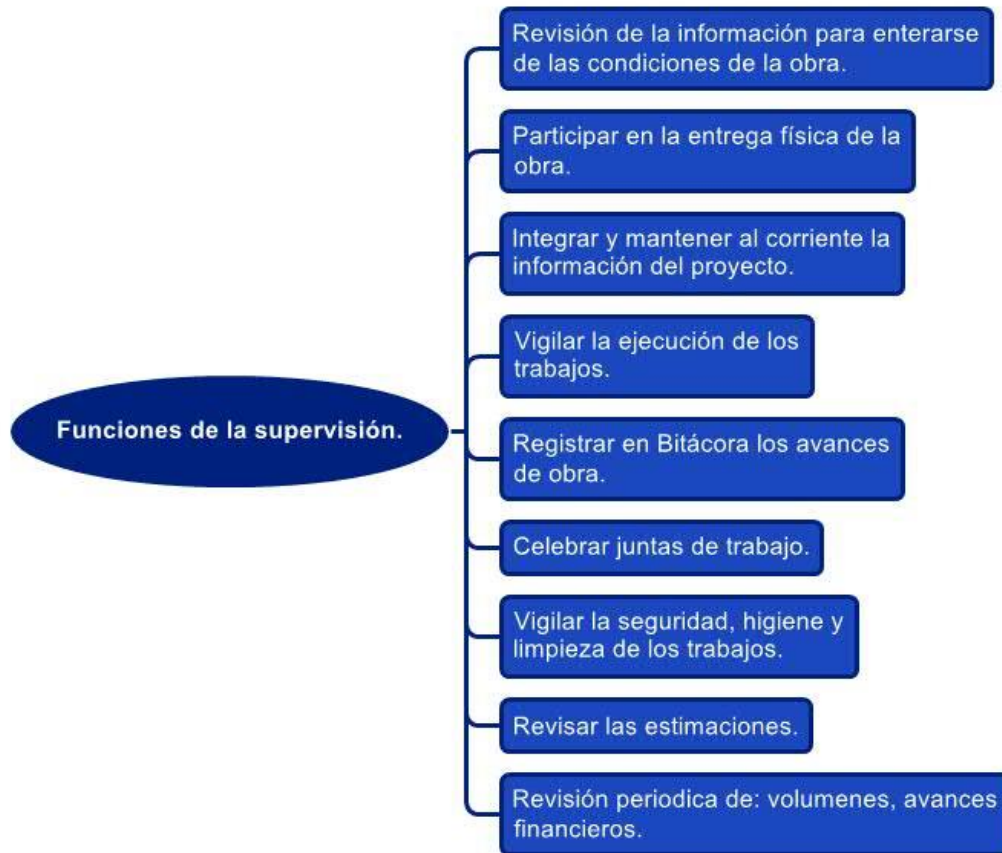 Revisión de la información para enterarse
de las condiciones de la obra.
Participar en la entrega física de la
obra.
Integrar y mantener al corriente la
información del proyecto.
Vigilar la ejecución de los
trabajos.
Funciones de la supervisión.
Registrar en Bitácora los avances
de obra.
Celebrar juntas de trabajo.
Vigilar la seguridad, higiene y
limpieza de los trabajos.
Revisar las estimaciones.
Revisión periodica de: volumenes, avances
financieros.